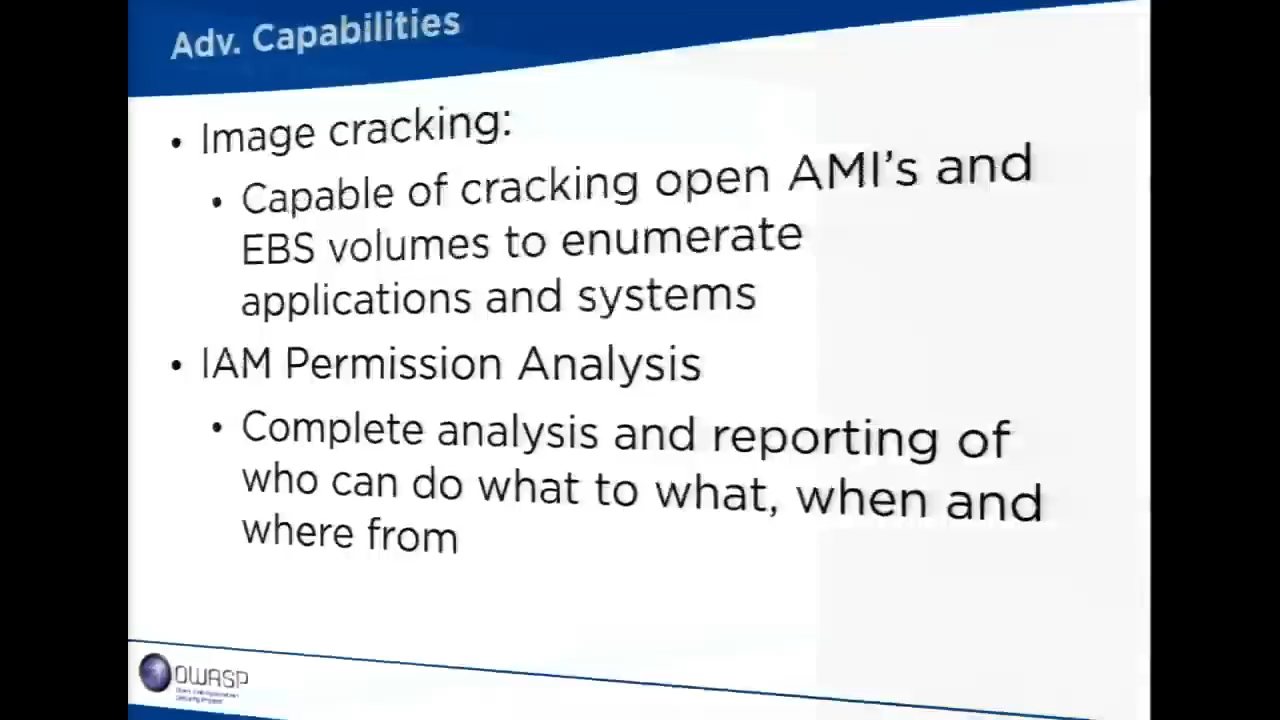 Adv. Capabilities
• Image cracking:
• Capable of cracking open AMI's and
EBS volumes to enumerate
applications and systems
• IAM Permission Analysis
• Complete analysis and reporting of
who can do what to what, when and
where from
OWASP